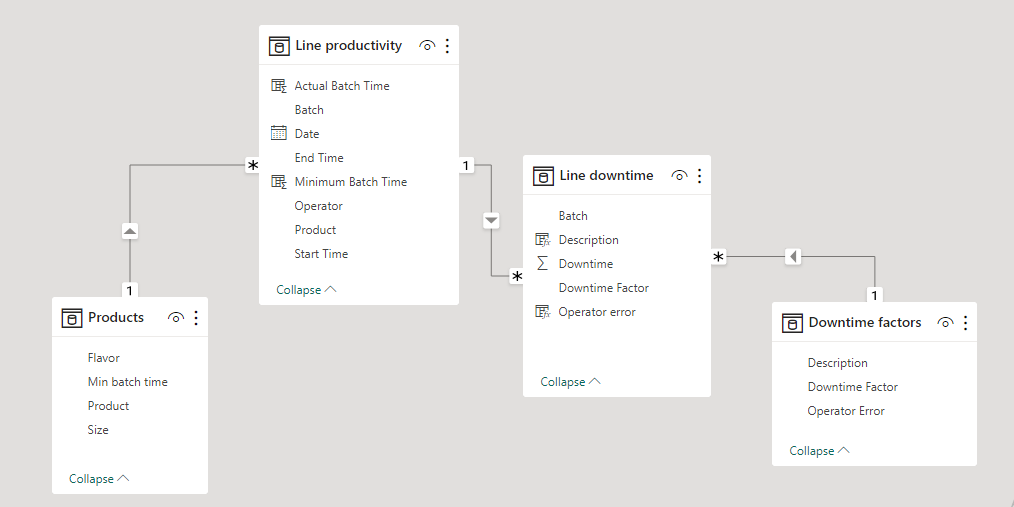 Line productivity
Actual Batch Time
Batch
Date
End Time
Minimum Batch Time
Operator
Product
Start Time
Collapse
*
1
1
Products
Flavor
Min batch time
Product
Size
Collapse
*
Line downtime
Batch
Description
Downtime
Downtime Factor
Operator error
Collapse
*
1
Downtime factors
Description
Downtime Factor
Operator Error
Collapse